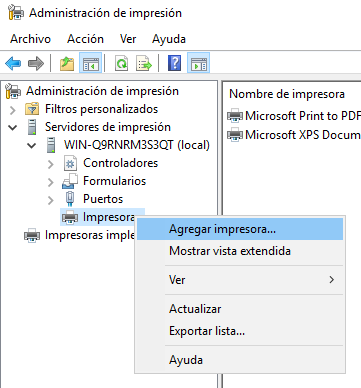 Administración de impresión
Archivo Acción Ver Ayuda
Administración de impresión
Filtros personalizados
Servidores de impresión
WIN-Q9RNRM3S3QT (local)
Controladores
Formularios
Puertos
Impresora
Impresoras imple
Nombre de impresora
Microsoft Print to PDF
Microsoft XPS Docum
Agregar impresora...
Mostrar vista extendida
Ver
Actualizar
Exportar lista...
Ayuda